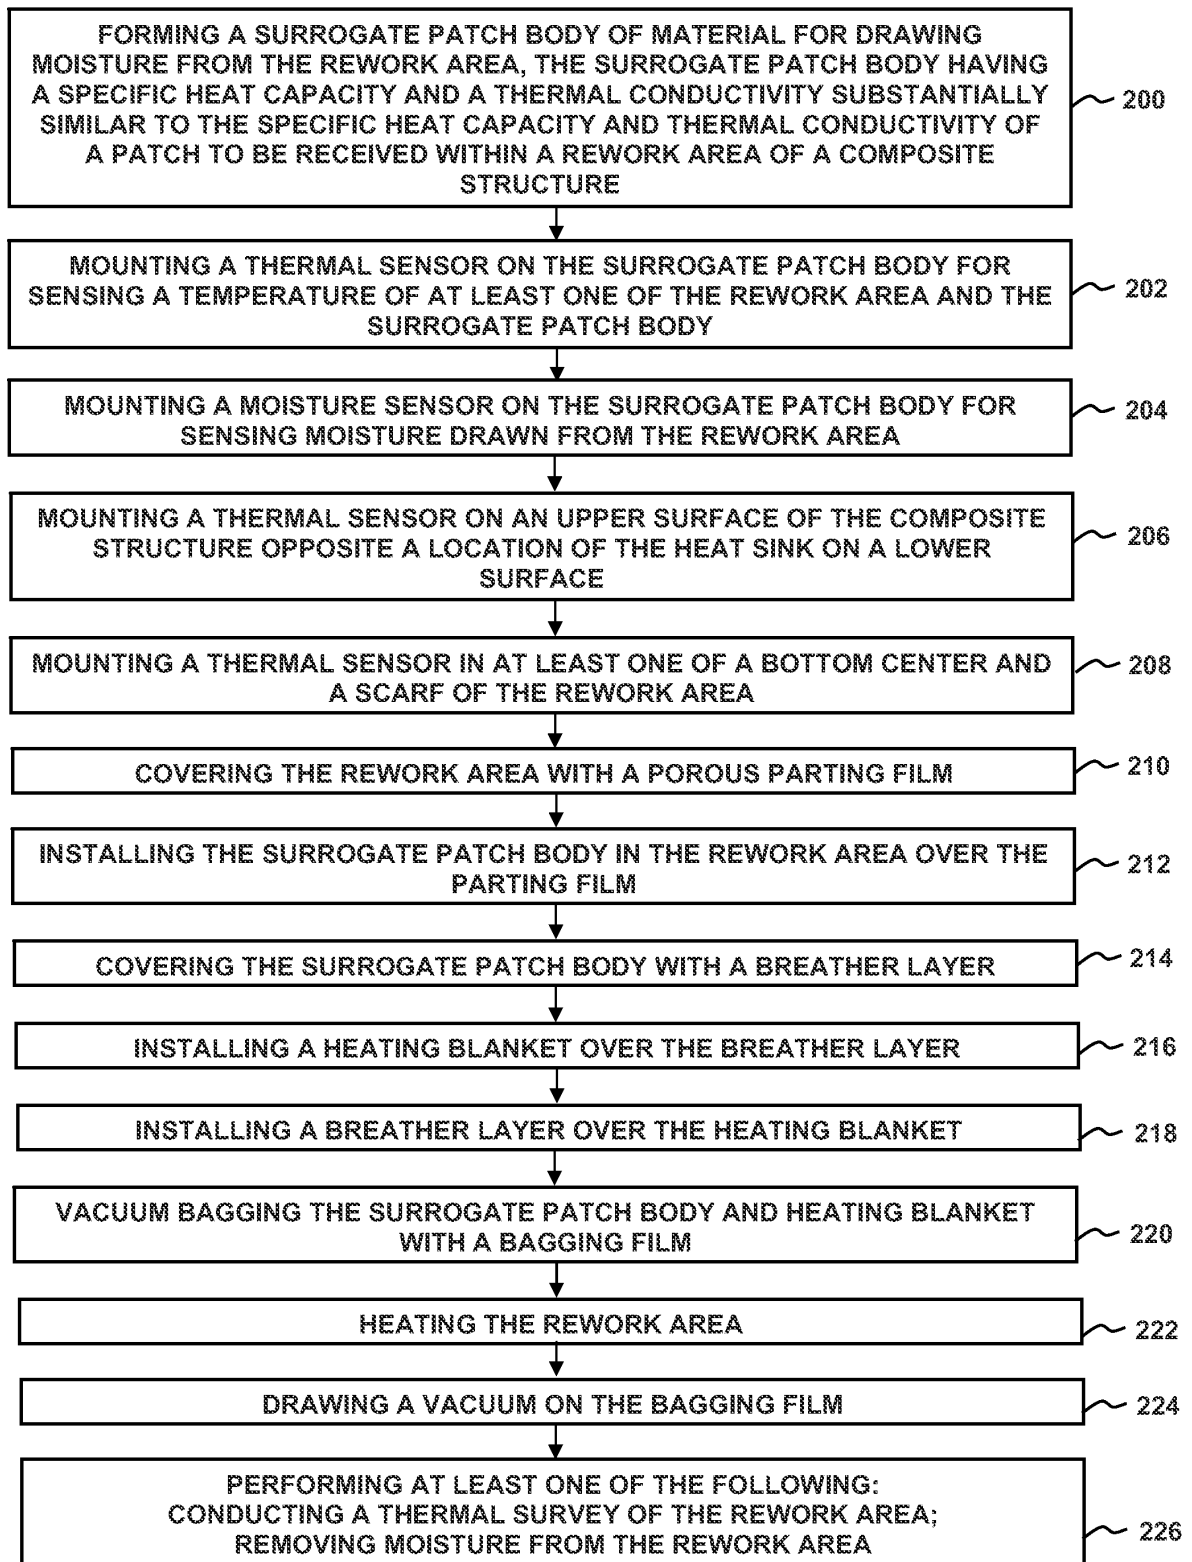 FORMING A SURROGATE PATCH BODY OF MATERIAL FOR DRAWING
MOISTURE FROM THE REWORK AREA, THE SURROGATE PATCH BODY HAVING
A SPECIFIC HEAT CAPACITY AND A THERMAL CONDUCTIVITY SUBSTANTIALLY
SIMILAR TO THE SPECIFIC HEAT CAPACITY AND THERMAL CONDUCTIVITY OF
A PATCH TO BE RECEIVED WITHIN A REWORK AREA OF A COMPOSITE
STRUCTURE
200
MOUNTING A THERMAL SENSOR ON THE SURROGATE PATCH BODY FOR
SENSING A TEMPERATURE OF AT LEAST ONE OF THE REWORK AREA AND THE
SURROGATE PATCH BODY
202
MOUNTING A MOISTURE SENSOR ON THE SURROGATE PATCH BODY FOR
SENSING MOISTURE DRAWN FROM THE REWORK AREA
204
MOUNTING A THERMAL SENSOR ON AN UPPER SURFACE OF THE COMPOSITE
STRUCTURE OPPOSITE A LOCATION OF THE HEAT SINK ON A LOWER
SURFACE
206
MOUNTING A THERMAL SENSOR IN AT LEAST ONE OF A BOTTOM CENTER AND
A SCARF OF THE REWORK AREA
208
COVERING THE REWORK AREA WITH A POROUS PARTING FILM
210
INSTALLING THE SURROGATE PATCH BODY IN THE REWORK AREA OVER THE
PARTING FILM
212
COVERING THE SURROGATE PATCH BODY WITH A BREATHER LAYER
214
INSTALLING A HEATING BLANKET OVER THE BREATHER LAYER
216
INSTALLING A BREATHER LAYER OVER THE HEATING BLANKET
218
VACUUM BAGGING THE SURROGATE PATCH BODY AND HEATING BLANKET
WITH A BAGGING FILM
220
HEATING THE REWORK AREA
222
DRAWING A VACUUM ON THE BAGGING FILM
224
PERFORMING AT LEAST ONE OF THE FOLLOWING:
CONDUCTING A THERMAL SURVEY OF THE REWORK AREA;
REMOVING MOISTURE FROM THE REWORK AREA
226